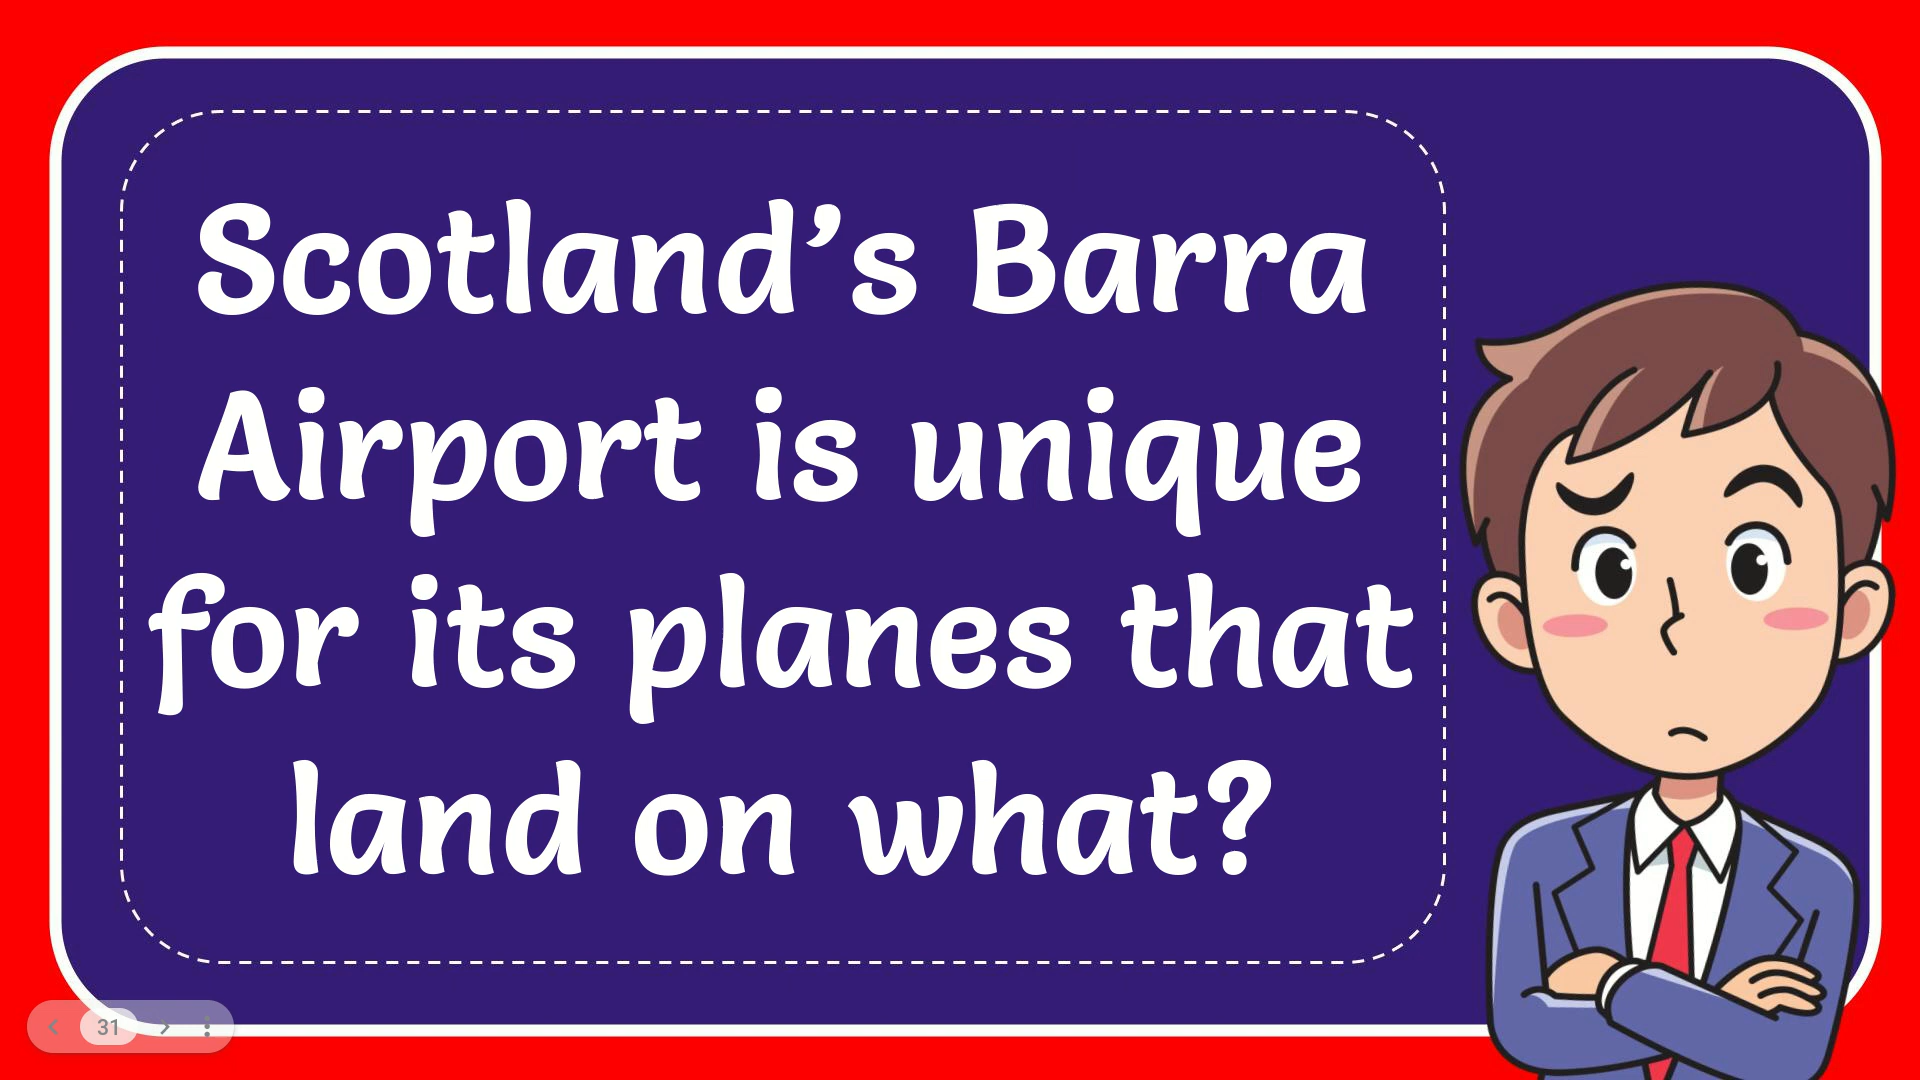 Scotland’s Barra
Airport is unique
for its planes that
land on what?
31